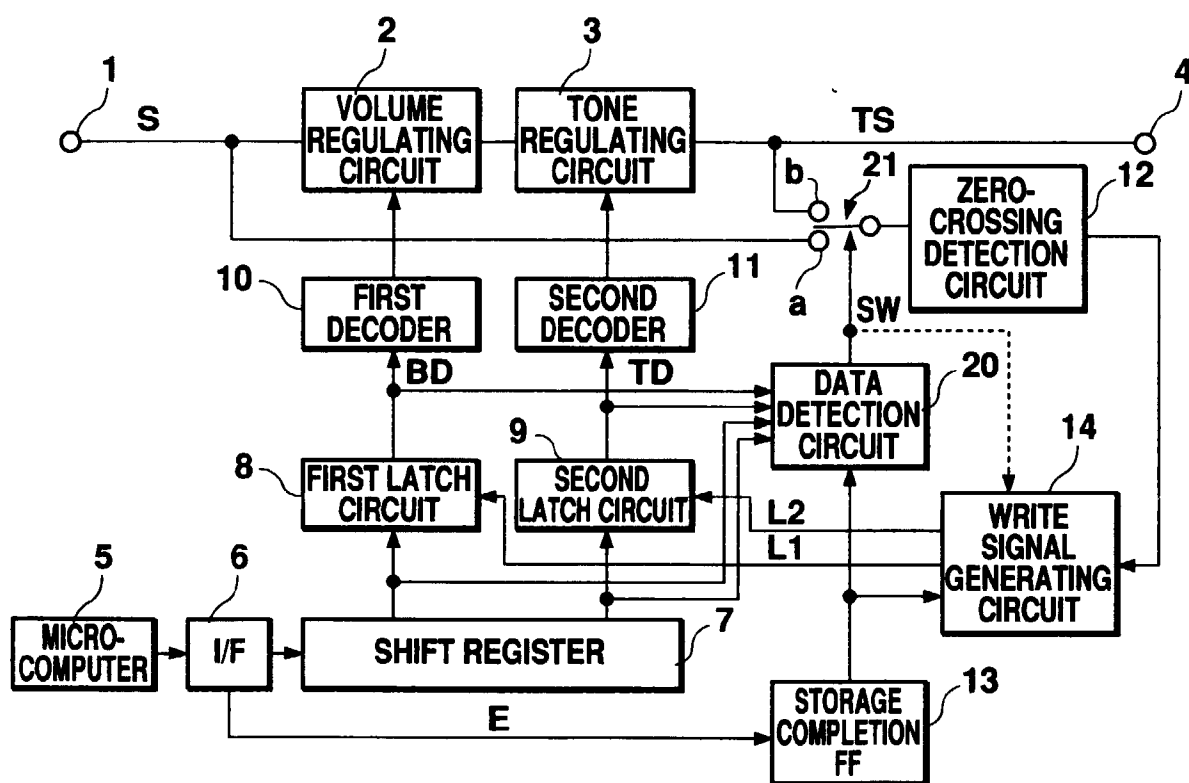 1
S
2
VOLUME
REGULATING
CIRCUIT
3
TONE
REGULATING
CIRCUIT
TS
4
b
21
a
ZERO-
CROSSING
DETECTION
CIRCUIT
12
10
FIRST
DECODER
11
SECOND
DECODER
SW
BD
TD
DATA
DETECTION
CIRCUIT
20
8
FIRST LATCH
CIRCUIT
9
SECOND
LATCH CIRCUIT
L2
L1
14
WRITE
SIGNAL
GENERATING
CIRCUIT
5
MICRO-
COMPUTER
6
I/F
SHIFT REGISTER
7
E
STORAGE
COMPLETION
FF
13